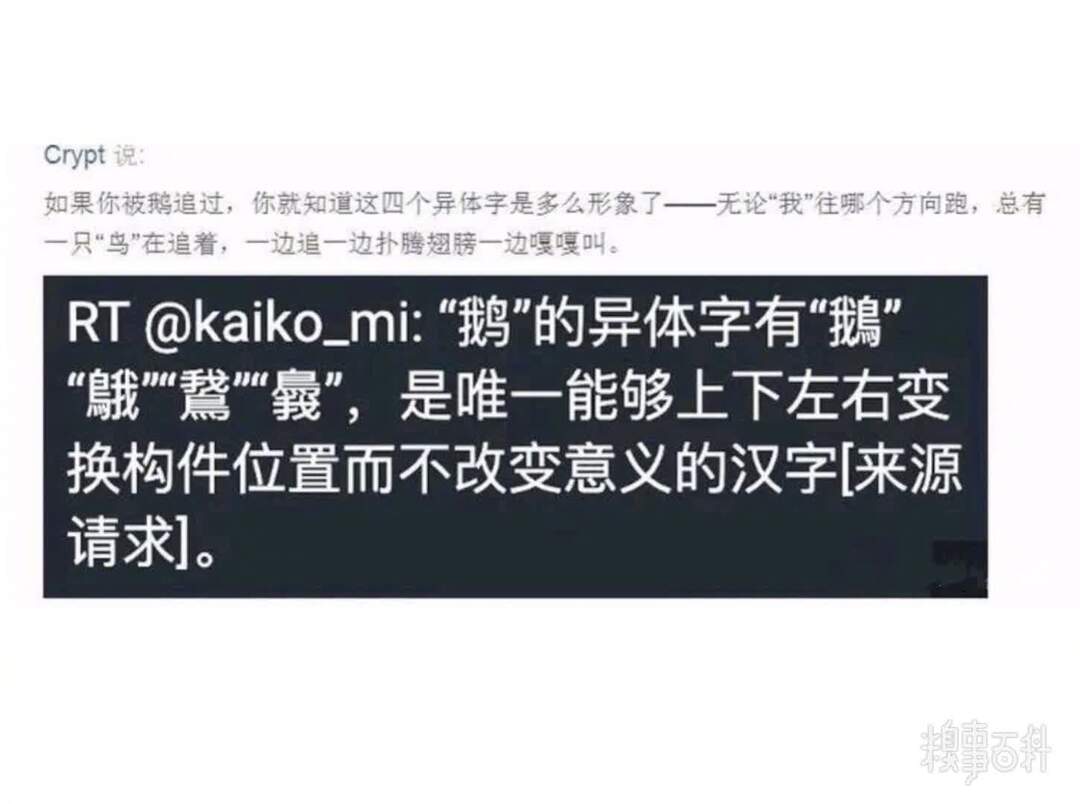 Crypt 说:
如果你被鹅追过，你就知道这四个异体字是多么形象了——无论“我”往哪个方向跑，总有
一只“鸟”在追着，一边追一边扑腾翅膀一边嘎嘎叫。
RT @kaiko_mi: “鹅”的异体字有“鵝”
“䳘”“䳗”“鵞”，是唯一能够上下左右变
换构件位置而不改变意义的汉字[来源
请求]。
糗事百科